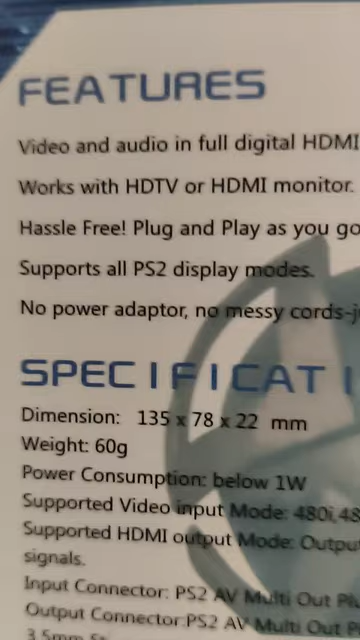 FEATURES
Video and audio in full digital HDMI
Works with HDTV or HDMI monitor.
Hassle Free! Plug and Play as you go
Supports all PS2 display modes.
No power adaptor, no messy cords-
SPECIFICATI
Dimension: 135 x 78 x 22 mm
Weight: 60g
Power Consumption: below 1W
Supported Video input Mode: 480i,48
Supported HDMI output Mode: Output
signals.
Input Connector: PS2 AV Multi Out
Output Connector:PS2 AV Multi Out
3.5mm